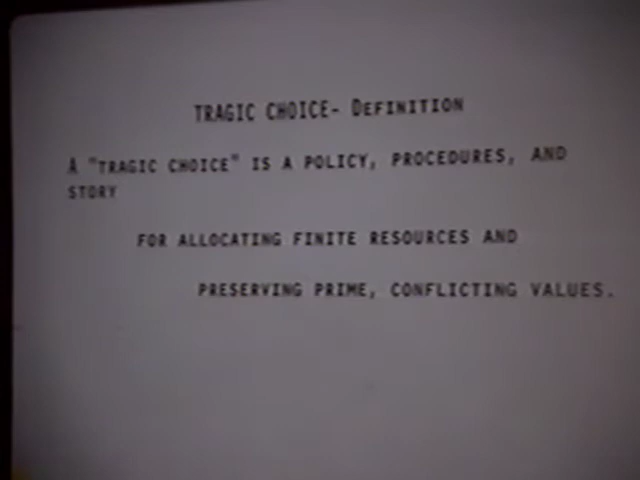 TRAGIC CHOICE- DEFINITION
A "TRAGIC CHOICE" IS A POLICY, PROCEDURES, AND
STORY
FOR ALLOCATING FINITE RESOURCES AND
PRESERVING PRIME, CONFLICTING VALUES.